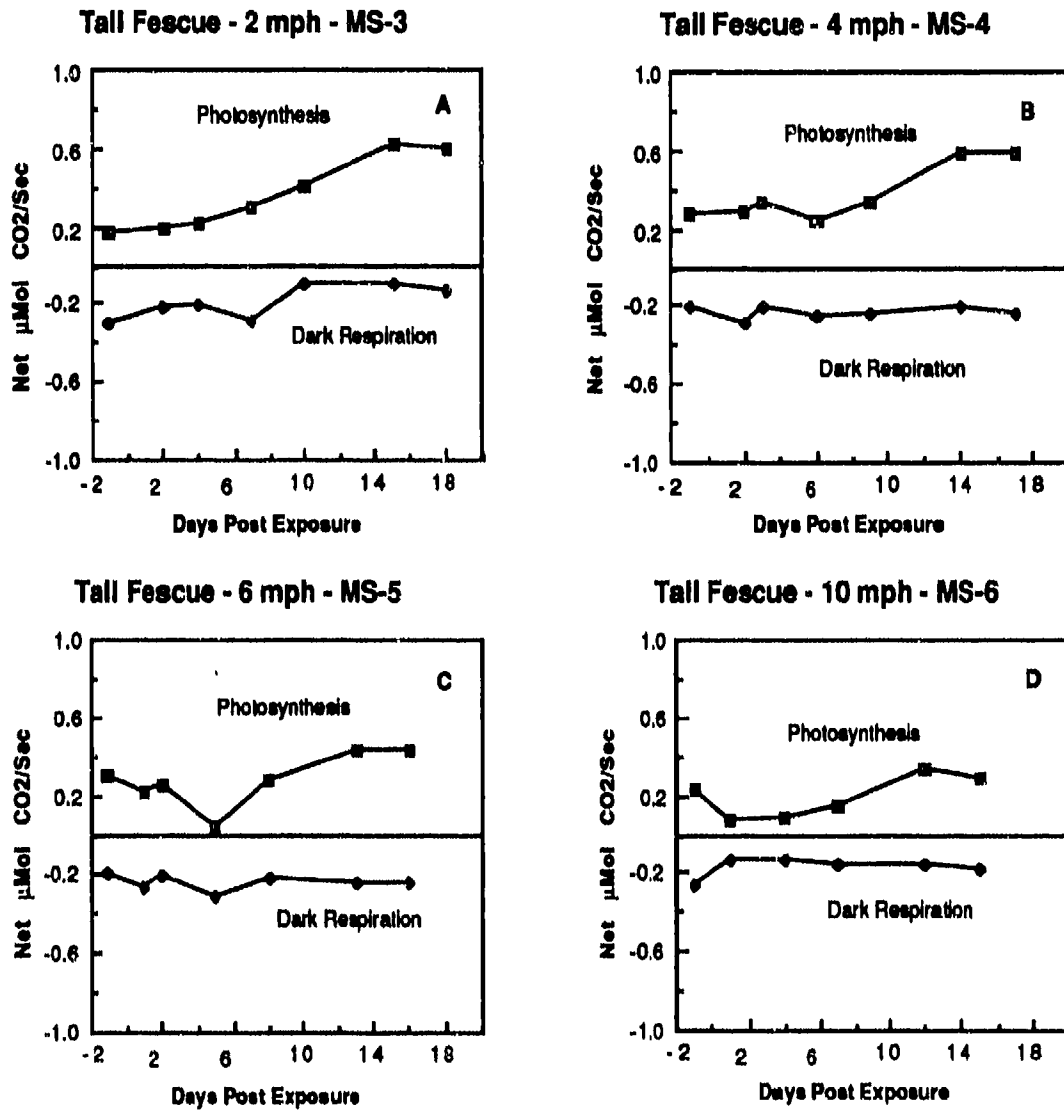 Tall Fescue - 2 mph - MS-3
1.0
A
Photosynthesis
0.6
0.2
-0.2
Dark Respiration
-0.6
-1.0
-2 2 6 10 14 18
Days Post Exposure
Net µMol CO2/Sec
Tall Fescue - 4 mph - MS-4
1.0
B
Photosynthesis
0.6
0.2
-0.2
Dark Respiration
-0.6
-1.0
-2 2 6 10 14 18
Days Post Exposure
Net µMol CO2/Sec
Tall Fescue - 6 mph - MS-5
1.0
C
Photosynthesis
0.6
0.2
-0.2
Dark Respiration
-0.6
-1.0
-2 2 6 10 14 18
Days Post Exposure
Net µMol CO2/Sec
Tall Fescue - 10 mph - MS-6
1.0
D
Photosynthesis
0.6
0.2
-0.2
Dark Respiration
-0.6
-1.0
-2 2 6 10 14 18
Days Post Exposure
Net µMol CO2/Sec